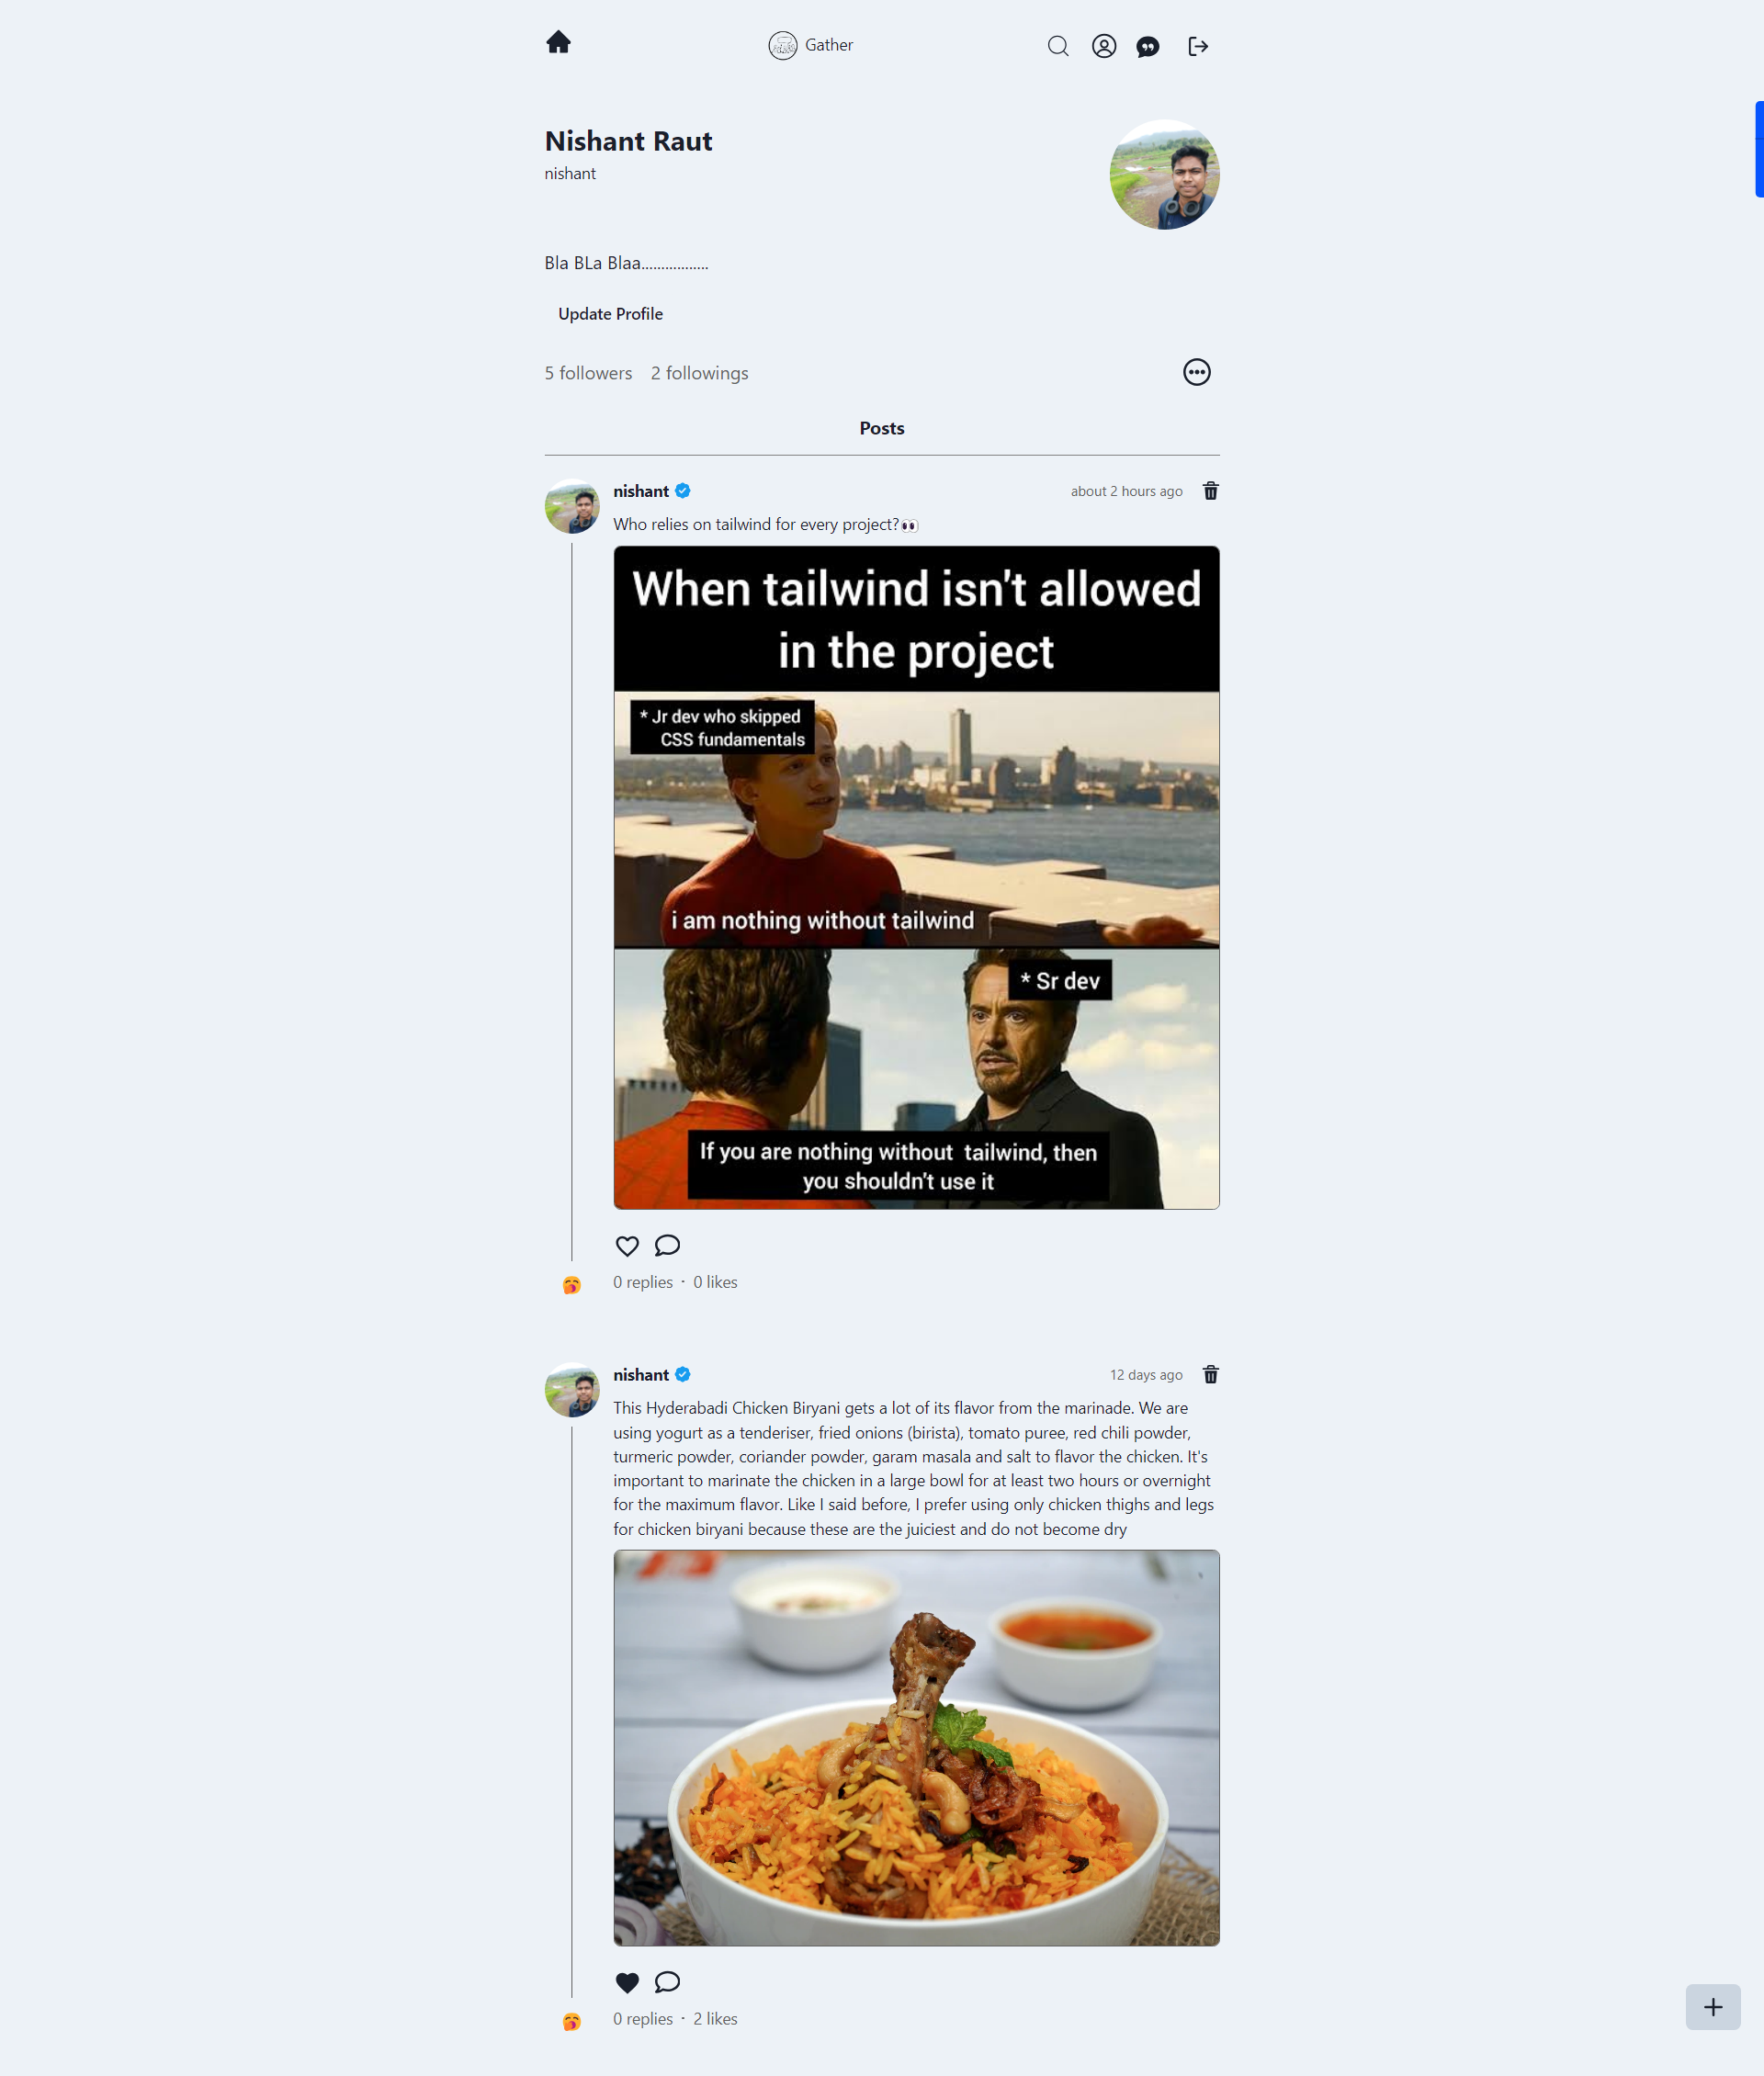 Gather
Nishant Raut
nishant
Bla BLa Blaa.................
Update Profile
5 followers 2 followings
Posts
nishant about 2 hours ago
Who relies on tailwind for every project?👀
When tailwind isn't allowed
in the project
* Jr dev who skipped
CSS fundamentals
i am nothing without tailwind
* Sr dev
If you are nothing without tailwind, then
you shouldn't use it
0 replies · 0 likes
nishant 12 days ago
This Hyderabadi Chicken Biryani gets a lot of its flavor from the marinade. We are
using yogurt as a tenderiser, fried onions (birista), tomato puree, red chili powder,
turmeric powder, coriander powder, garam masala and salt to flavor the chicken. It's
important to marinate the chicken in a large bowl for at least two hours or overnight
for the maximum flavor. Like I said before, I prefer using only chicken thighs and legs
for chicken biryani because these are the juiciest and do not become dry
0 replies · 2 likes